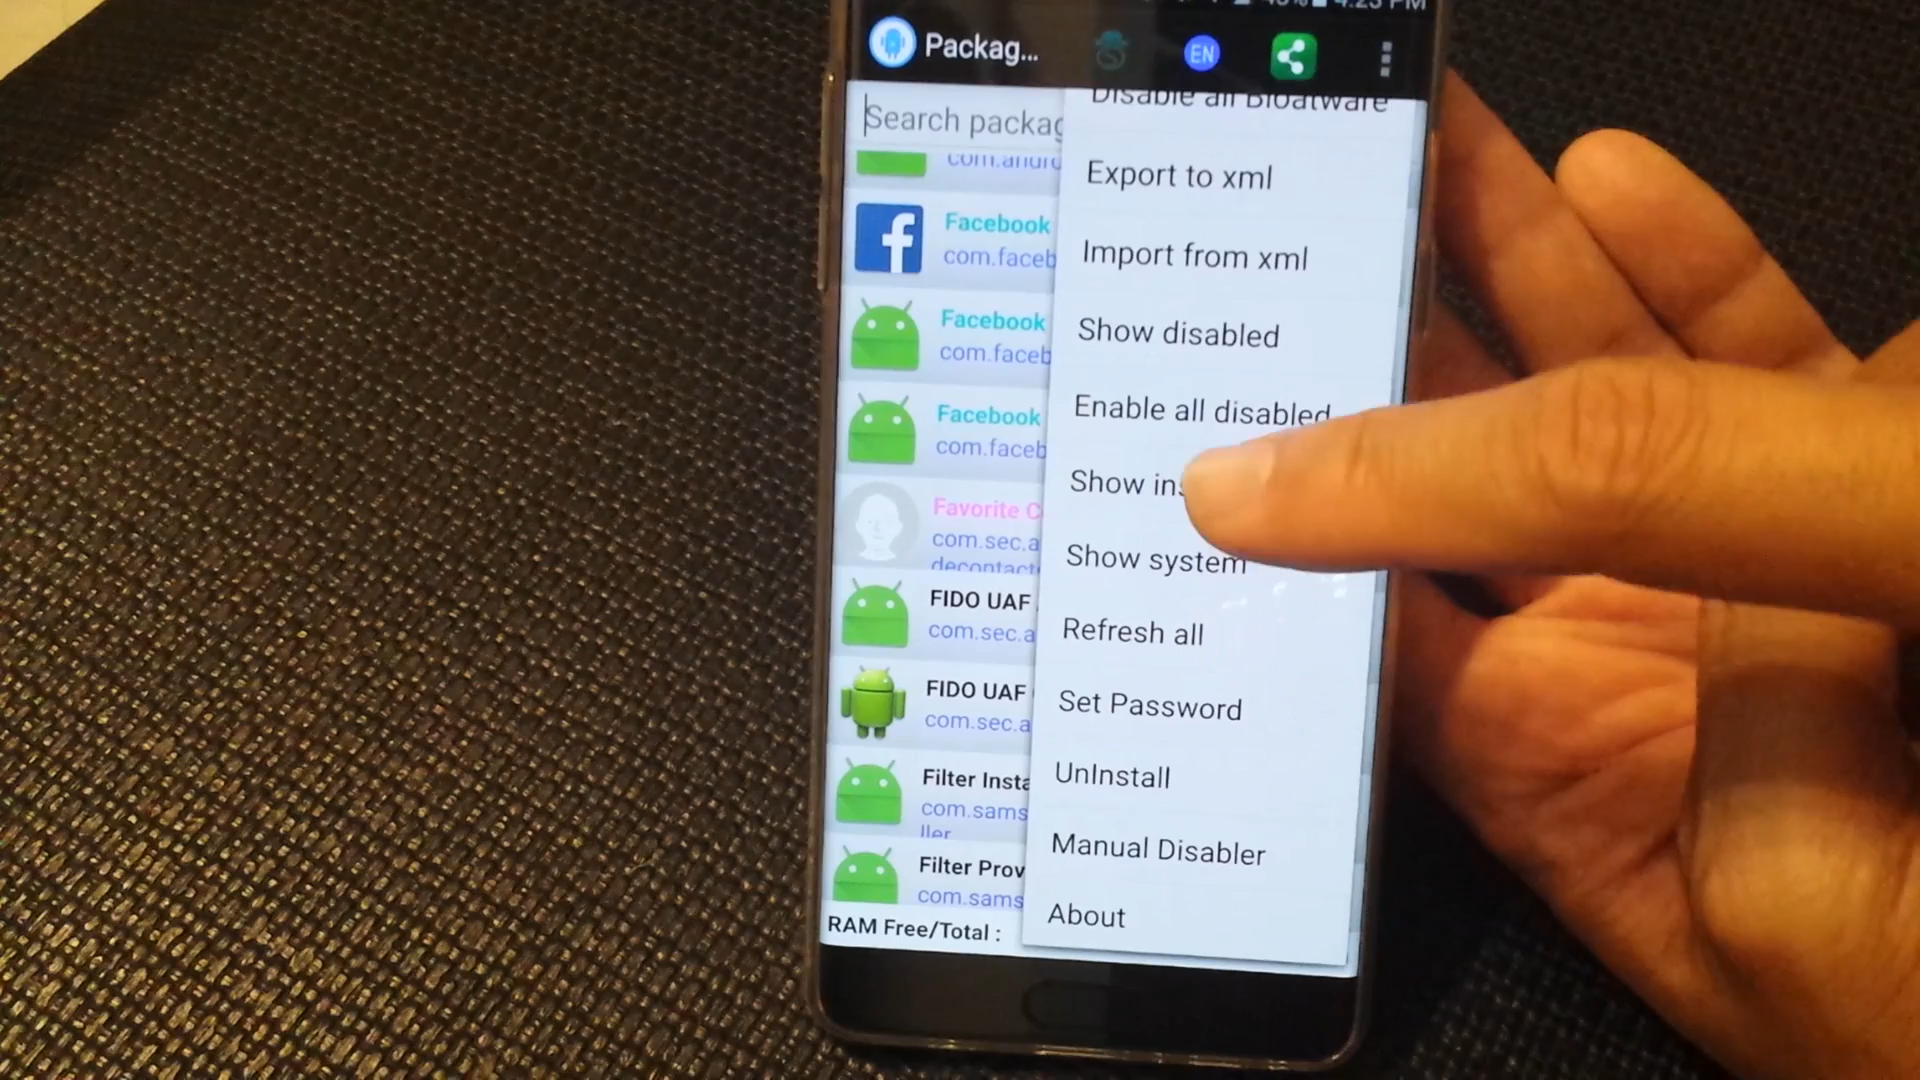 4:23 PM
Packag...
EN
Search packag
Disable all Bloatware
com.andro
Export to xml
Facebook
com.faceb
Import from xml
Facebook
com.faceb
Show disabled
Facebook
com.faceb
Enable all disabled
Show ins
Favorite C
com.sec.a
decontact
Show system
FIDO UAF
com.sec.a
Refresh all
FIDO UAF
com.sec.a
Set Password
Filter Insta
com.sams
ller
UnInstall
Manual Disabler
Filter Prov
com.sams
About
RAM Free/Total :